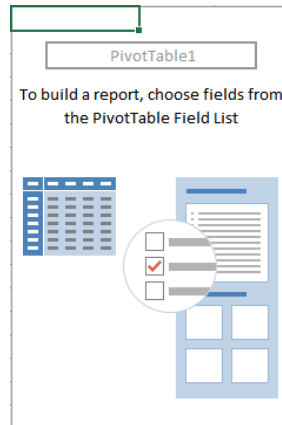 PivotTable1
To build a report, choose fields from
the PivotTable Field List